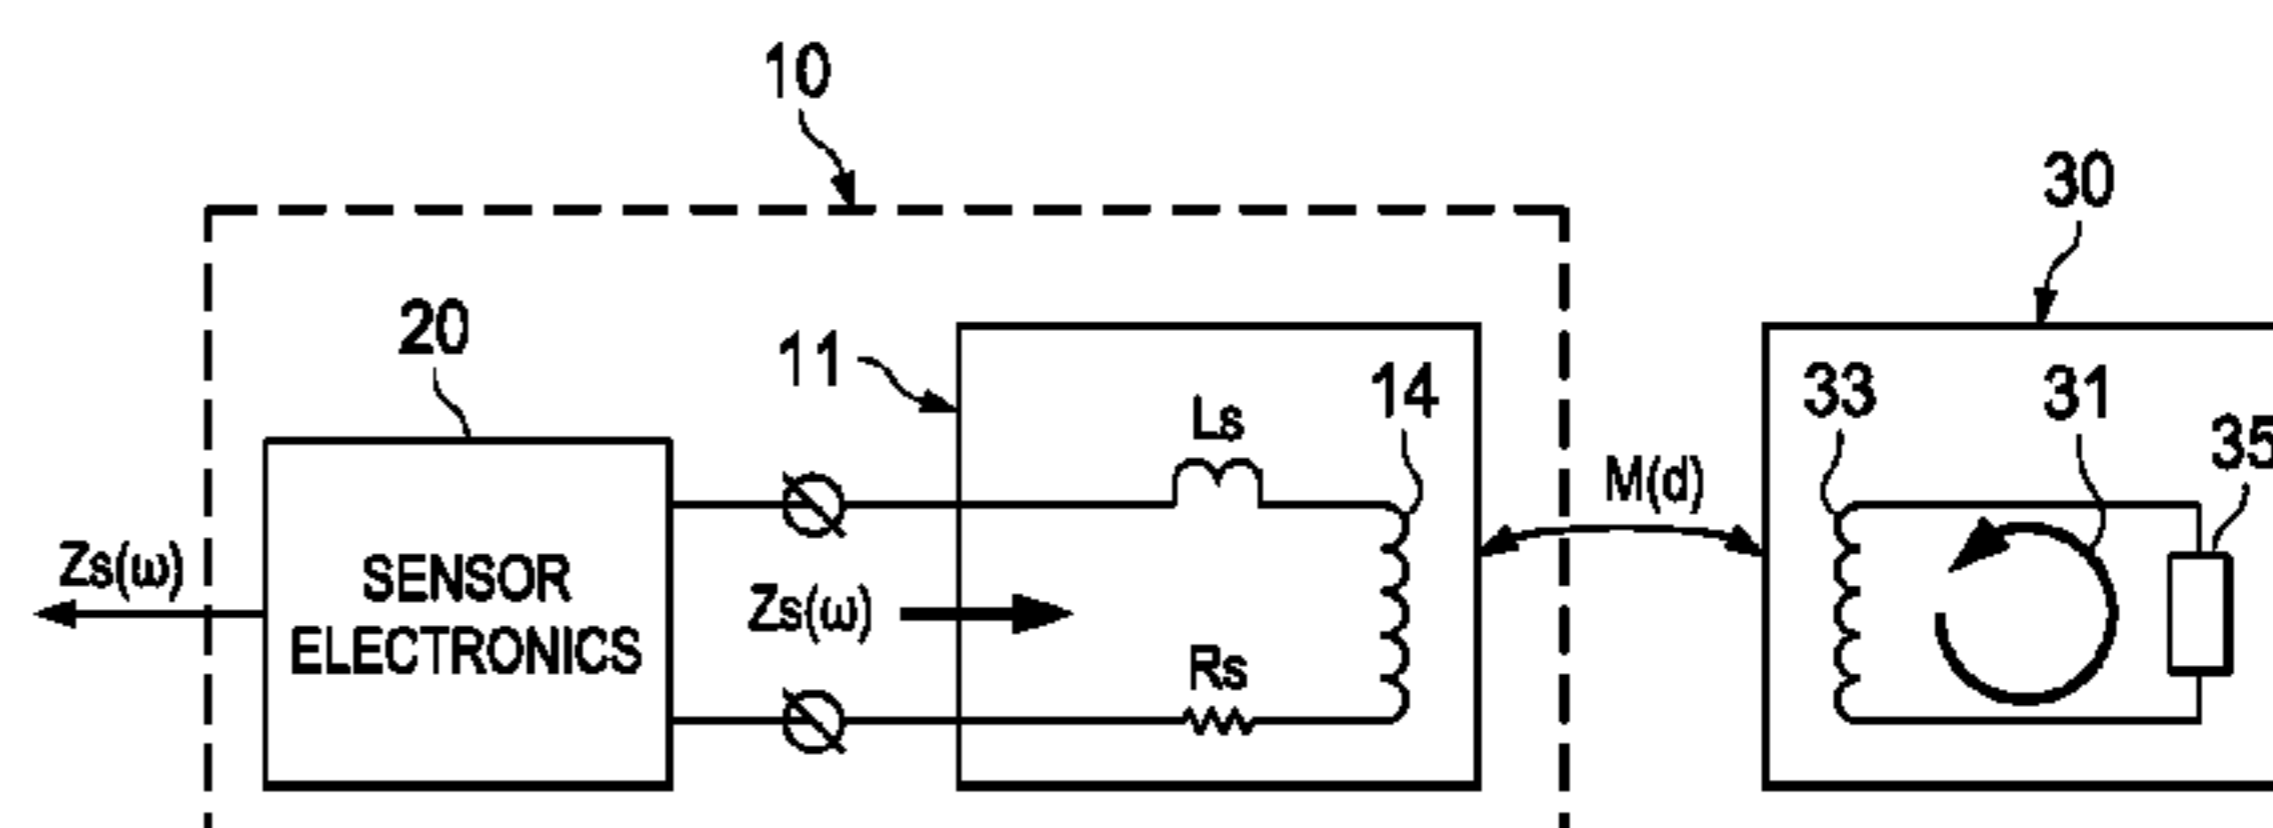 10
30
20
11
Ls
14
33
31
35
M(d)
Zs(ω)
SENSOR
ELECTRONICS
Zs(ω)
Rs